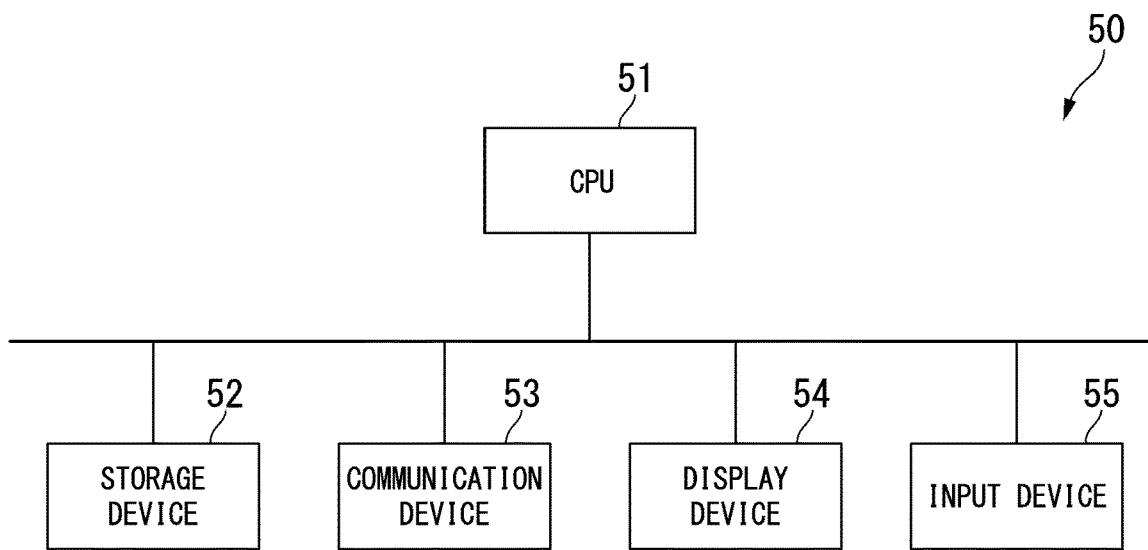 50
51
CPU
52
53
54
55
STORAGE
DEVICE
COMMUNICATION
DEVICE
DISPLAY
DEVICE
INPUT DEVICE